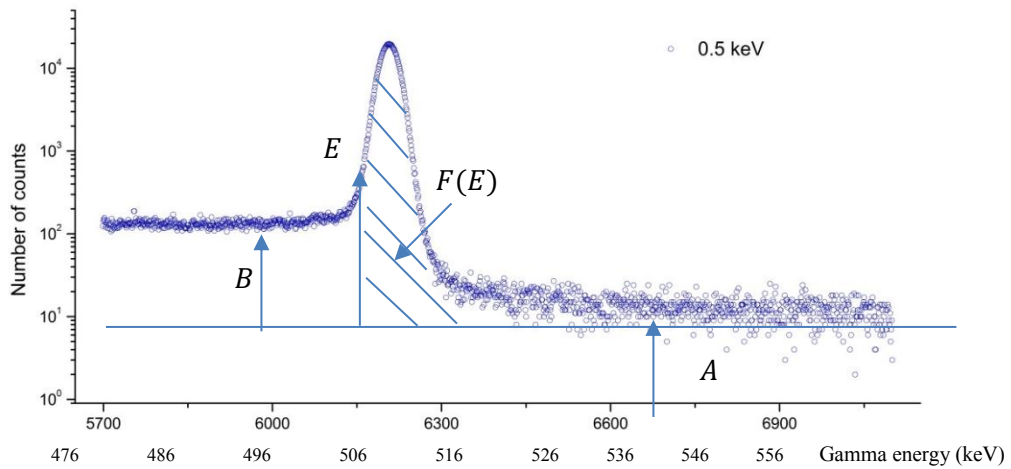 0.5 keV
Number of counts
10⁴
10³
10²
10¹
10⁰
E
F(E)
B
A
5700 6000 6300 6600 6900
476 486 496 506 516 526 536 546 556 Gamma energy (keV)